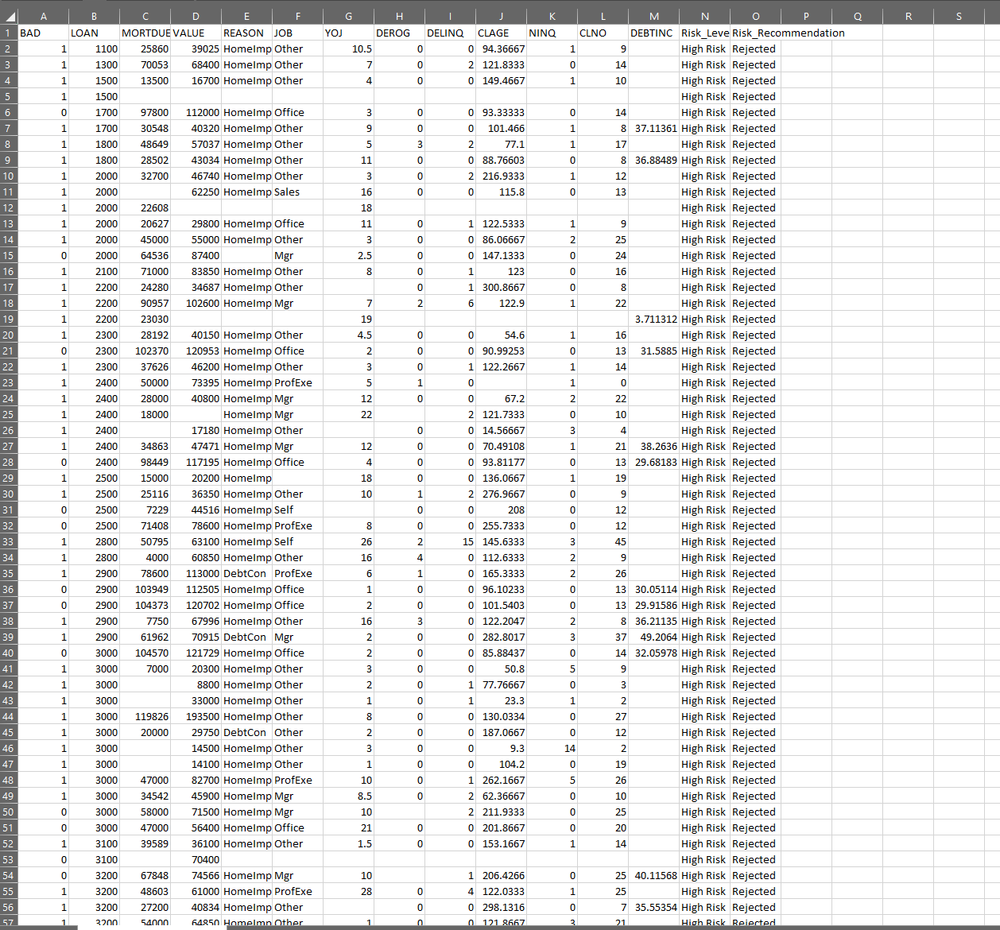 A B C D E F G H I J K L M N O P Q R S
1 BAD LOAN MORTDUE VALUE REASON JOB YOJ DEROG DELINQ CLAGE NINQ CLNO DEBTINC Risk_Leve Risk_Recommendation
2 1 1100 25860 39025 HomeImp Other 10.5 0 0 94.36667 1 9 High Risk Rejected
3 1 1300 70053 68400 HomeImp Other 7 0 2 121.8333 0 14 High Risk Rejected
4 1 1500 13500 16700 HomeImp Other 4 0 0 149.4667 1 10 High Risk Rejected
5 1 1500 High Risk Rejected
6 0 1700 97800 112000 HomeImp Office 3 0 0 93.33333 0 14 High Risk Rejected
7 1 1700 30548 40320 HomeImp Other 9 0 0 101.466 1 8 37.11361 High Risk Rejected
8 1 1800 48649 57037 HomeImp Other 5 3 2 77.1 1 17 High Risk Rejected
9 1 1800 28502 43034 HomeImp Other 11 0 0 88.76603 0 8 36.88489 High Risk Rejected
10 1 2000 32700 46740 HomeImp Other 3 0 2 216.9333 1 12 High Risk Rejected
11 1 2000 62250 HomeImp Sales 16 0 0 115.8 0 13 High Risk Rejected
12 1 2000 22608 18 High Risk Rejected
13 1 2000 20627 29800 HomeImp Office 11 0 1 122.5333 1 9 High Risk Rejected
14 1 2000 45000 55000 HomeImp Other 3 0 0 86.06667 2 25 High Risk Rejected
15 0 2000 64536 87400 Mgr 2.5 0 0 147.1333 0 24 High Risk Rejected
16 1 2100 71000 83850 HomeImp Other 8 0 1 123 0 16 High Risk Rejected
17 1 2200 24280 34687 HomeImp Other 0 1 300.8667 0 8 High Risk Rejected
18 1 2200 90957 102600 HomeImp Mgr 7 2 6 122.9 1 22 High Risk Rejected
19 1 2200 23030 19 3.711312 High Risk Rejected
20 1 2300 28192 40150 HomeImp Other 4.5 0 0 54.6 1 16 High Risk Rejected
21 0 2300 102370 120953 HomeImp Office 2 0 0 90.99253 0 13 31.5885 High Risk Rejected
22 1 2300 37626 46200 HomeImp Other 3 0 1 122.2667 1 14 High Risk Rejected
23 1 2400 50000 73395 HomeImp ProfExe 5 1 0 1 0 High Risk Rejected
24 1 2400 28000 40800 HomeImp Mgr 12 0 0 67.2 2 22 High Risk Rejected
25 1 2400 18000 HomeImp Mgr 22 2 121.7333 0 10 High Risk Rejected
26 1 2400 17180 HomeImp Other 0 0 14.56667 3 4 High Risk Rejected
27 1 2400 34863 47471 HomeImp Mgr 12 0 0 70.49108 1 21 38.2636 High Risk Rejected
28 0 2400 98449 117195 HomeImp Office 4 0 0 93.81177 0 13 29.68183 High Risk Rejected
29 1 2500 15000 20200 HomeImp 18 0 0 136.0667 1 19 High Risk Rejected
30 1 2500 25116 36350 HomeImp Other 10 1 2 276.9667 0 9 High Risk Rejected
31 0 2500 7229 44516 HomeImp Self 0 0 208 0 12 High Risk Rejected
32 0 2500 71408 78600 HomeImp ProfExe 8 0 0 255.7333 0 12 High Risk Rejected
33 1 2800 50795 63100 HomeImp Self 26 2 15 145.6333 3 45 High Risk Rejected
34 1 2800 4000 60850 HomeImp Other 16 4 0 112.6333 2 9 High Risk Rejected
35 1 2900 78600 113000 DebtCon ProfExe 6 1 0 165.3333 2 26 High Risk Rejected
36 0 2900 103949 112505 HomeImp Office 1 0 0 96.10233 0 13 30.05114 High Risk Rejected
37 0 2900 104373 120702 HomeImp Office 2 0 0 101.5403 0 13 29.91586 High Risk Rejected
38 1 2900 7750 67996 HomeImp Other 16 3 0 122.2047 2 8 36.21135 High Risk Rejected
39 1 2900 61962 70915 DebtCon Mgr 2 0 0 282.8017 3 37 49.2064 High Risk Rejected
40 0 3000 104570 121729 HomeImp Office 2 0 0 85.88437 0 14 32.05978 High Risk Rejected
41 1 3000 7000 20300 HomeImp Other 3 0 0 50.8 5 9 High Risk Rejected
42 1 3000 8800 HomeImp Other 2 0 1 77.76667 0 3 High Risk Rejected
43 1 3000 33000 HomeImp Other 1 0 1 23.3 1 2 High Risk Rejected
44 1 3000 119826 193500 HomeImp Other 8 0 0 130.0334 0 27 High Risk Rejected
45 1 3000 20000 29750 DebtCon Other 2 0 0 187.0667 0 12 High Risk Rejected
46 1 3000 14500 HomeImp Other 3 0 0 9.3 14 2 High Risk Rejected
47 1 3000 14100 HomeImp Other 1 0 0 104.2 0 19 High Risk Rejected
48 1 3000 47000 82700 HomeImp ProfExe 10 0 1 262.1667 5 26 High Risk Rejected
49 1 3000 34542 45900 HomeImp Mgr 8.5 0 2 62.36667 0 10 High Risk Rejected
50 0 3000 58000 71500 HomeImp Mgr 10 2 211.9333 0 25 High Risk Rejected
51 0 3000 47000 56400 HomeImp Office 21 0 0 201.8667 0 20 High Risk Rejected
52 1 3100 39589 36100 HomeImp Other 1.5 0 0 153.1667 1 14 High Risk Rejected
53 0 3100 70400 High Risk Rejected
54 0 3200 67848 74566 HomeImp Mgr 10 1 206.4266 0 25 40.11568 High Risk Rejected
55 1 3200 48603 61000 HomeImp ProfExe 28 0 4 122.0333 1 25 High Risk Rejected
56 1 3200 27200 40834 HomeImp Other 0 0 298.1316 0 7 35.55354 High Risk Rejected
57 1 3200 54000 64850 HomeImp Other 1 0 0 121.8667 3 21 High Risk Rejected